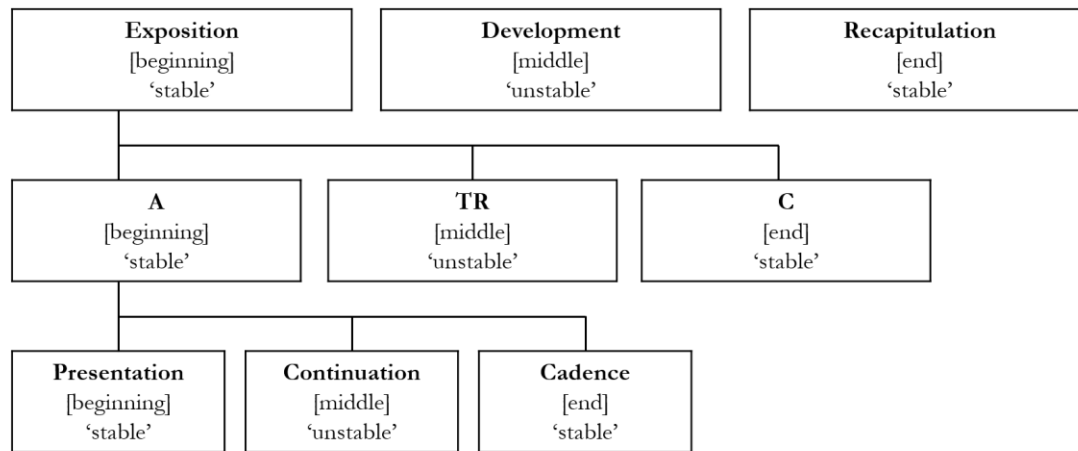 Exposition
[beginning]
‘stable’
Development
[middle]
‘unstable’
Recapitulation
[end]
‘stable’
A
[beginning]
‘stable’
TR
[middle]
‘unstable’
C
[end]
‘stable’
Presentation
[beginning]
‘stable’
Continuation
[middle]
‘unstable’
Cadence
[end]
‘stable’